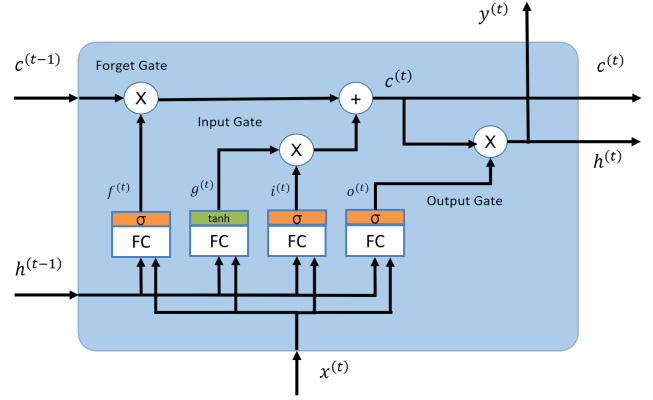 y^(t)
c^(t−1)
Forget Gate
c^(t)
c^(t)
X
+
Input Gate
X
X
h^(t)
f^(t)
g^(t)
i^(t)
o^(t)
Output Gate
σ
tanh
σ
σ
FC
FC
FC
FC
h^(t−1)
x^(t)